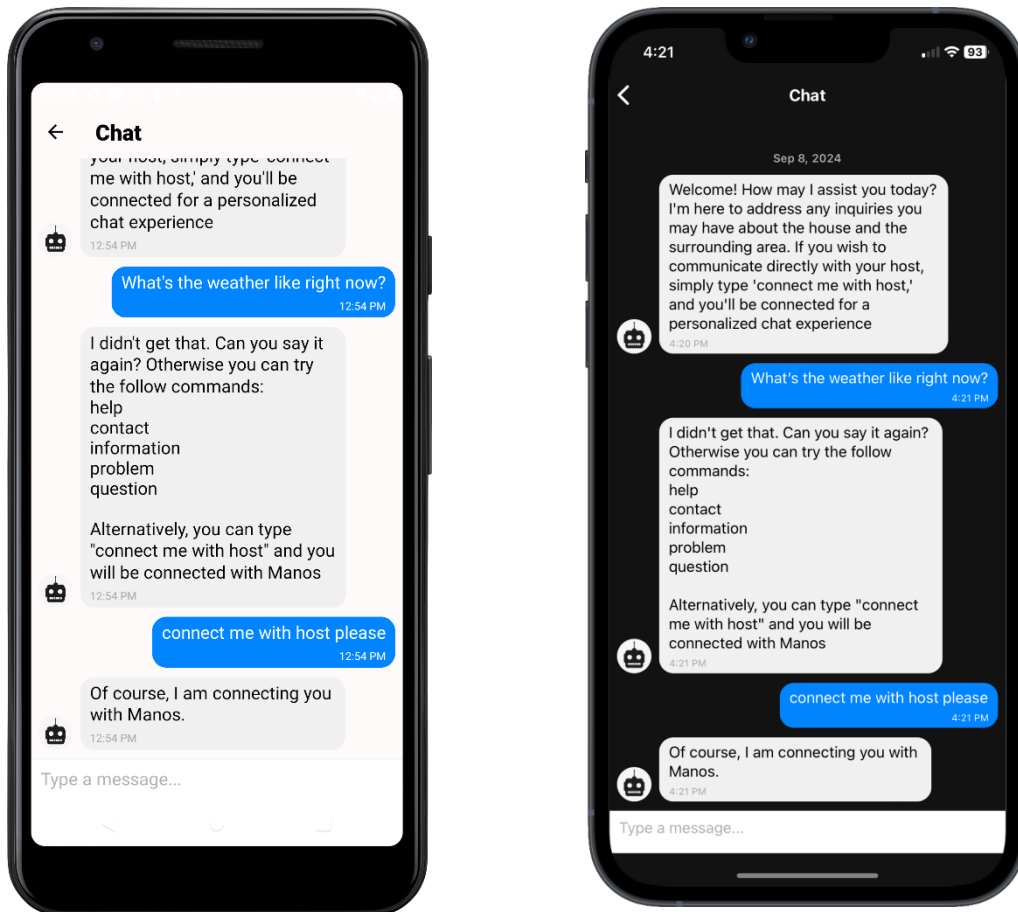 Chat
your host, simply type 'connect
me with host,' and you'll be
connected for a personalized
chat experience
12:54 PM
What's the weather like right now?
12:54 PM
I didn't get that. Can you say it
again? Otherwise you can try
the follow commands:
help
contact
information
problem
question
Alternatively, you can type
"connect me with host" and you
will be connected with Manos
12:54 PM
connect me with host please
12:54 PM
Of course, I am connecting you
with Manos.
12:54 PM
Type a message...
4:21
93
Chat
Sep 8, 2024
Welcome! How may I assist you today?
I'm here to address any inquiries you
may have about the house and the
surrounding area. If you wish to
communicate directly with your host,
simply type 'connect me with host,'
and you'll be connected for a
personalized chat experience
4:20 PM
What's the weather like right now?
4:21 PM
I didn't get that. Can you say it again?
Otherwise you can try the follow
commands:
help
contact
information
problem
question
Alternatively, you can type "connect
me with host" and you will be
connected with Manos
4:21 PM
connect me with host please
4:21 PM
Of course, I am connecting you with
Manos.
4:21 PM
Type a message...